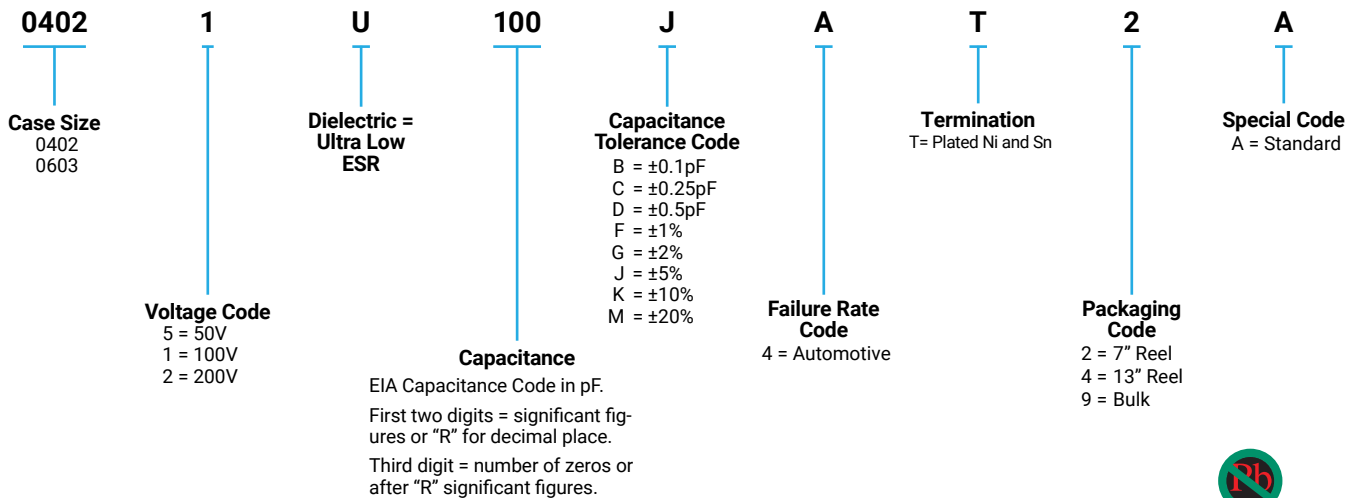 0402 1 U 100 J A T 2 A
Case Size
0402
0603
Voltage Code
5 = 50V
1 = 100V
2 = 200V
Dielectric =
Ultra Low
ESR
Capacitance
EIA Capacitance Code in pF.
First two digits = significant fig-
ures or “R” for decimal place.
Third digit = number of zeros or
after “R” significant figures.
Capacitance
Tolerance Code
B = ±0.1pF
C = ±0.25pF
D = ±0.5pF
F = ±1%
G = ±2%
J = ±5%
K = ±10%
M = ±20%
Failure Rate
Code
4 = Automotive
Termination
T= Plated Ni and Sn
Packaging
Code
2 = 7” Reel
4 = 13” Reel
9 = Bulk
Special Code
A = Standard
Pb